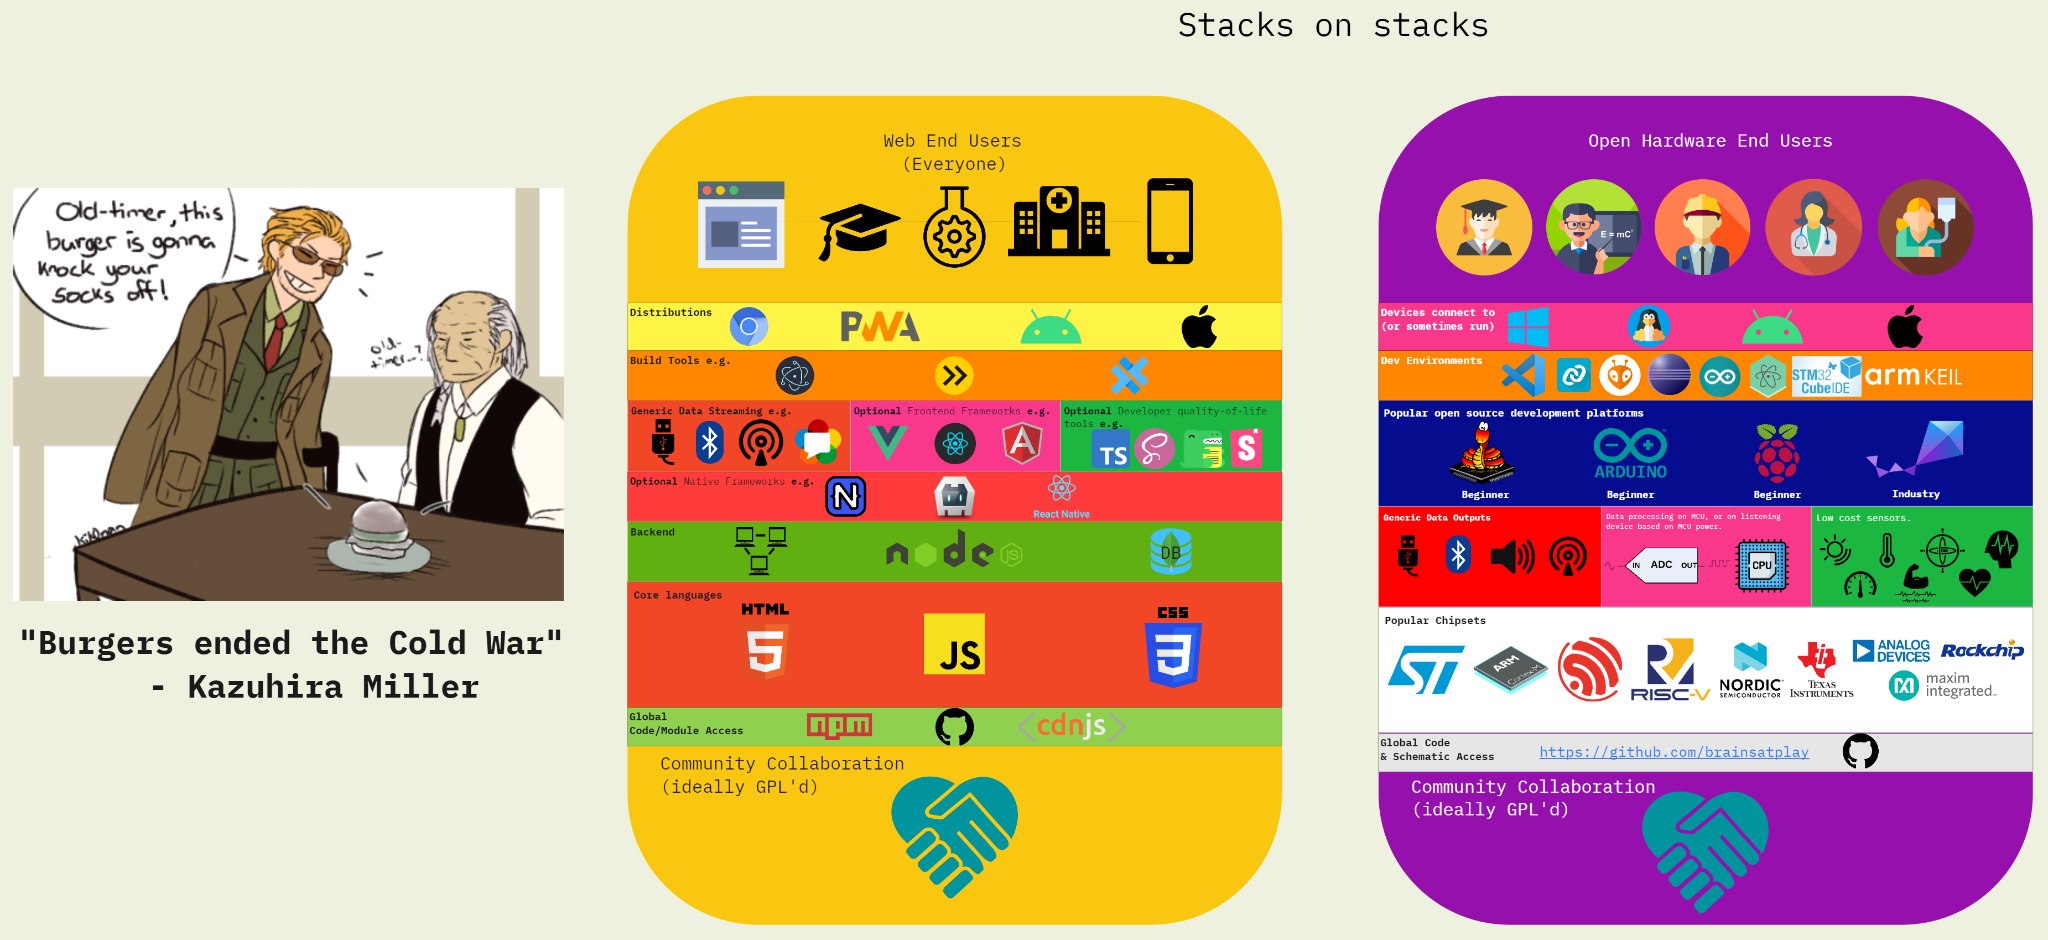 Stacks on stacks
Old-timer, this
burger is gonna
knock your
socks off!
old-
timer...?
"Burgers ended the Cold War"
- Kazuhira Miller
Web End Users
(Everyone)
Distributions
PWA
Build Tools e.g.
Generic Data Streaming e.g.
Optional Frontend Frameworks e.g.
A
Optional Developer quality-of-life
tools e.g.
TS
S
S
Optional Native Frameworks e.g.
N
React Native
Backend
node
JS
DB
Core languages
HTML
5
JS
CSS
3
Global
Code/Module Access
npm
<cdnjs>
Community Collaboration
(ideally GPL'd)
Open Hardware End Users
E = mC²
Devices connect to
(or sometimes run)
Dev Environments
STM32
CubeIDE
arm KEIL
Popular open source development platforms
ARDUINO
Beginner
Beginner
Beginner
Industry
Generic Data Outputs
Data processing on MCU, or on listening
device based on MCU power.
IN ADC OUT
CPU
Low cost sensors.
Popular Chipsets
ST
ARM
Cortex-M
RISC-V
NORDIC
SEMICONDUCTOR
TEXAS
INSTRUMENTS
ANALOG
DEVICES
Rockchip
maxim
integrated™
Global Code
& Schematic Access
https://github.com/brainsatplay
Community Collaboration
(ideally GPL'd)